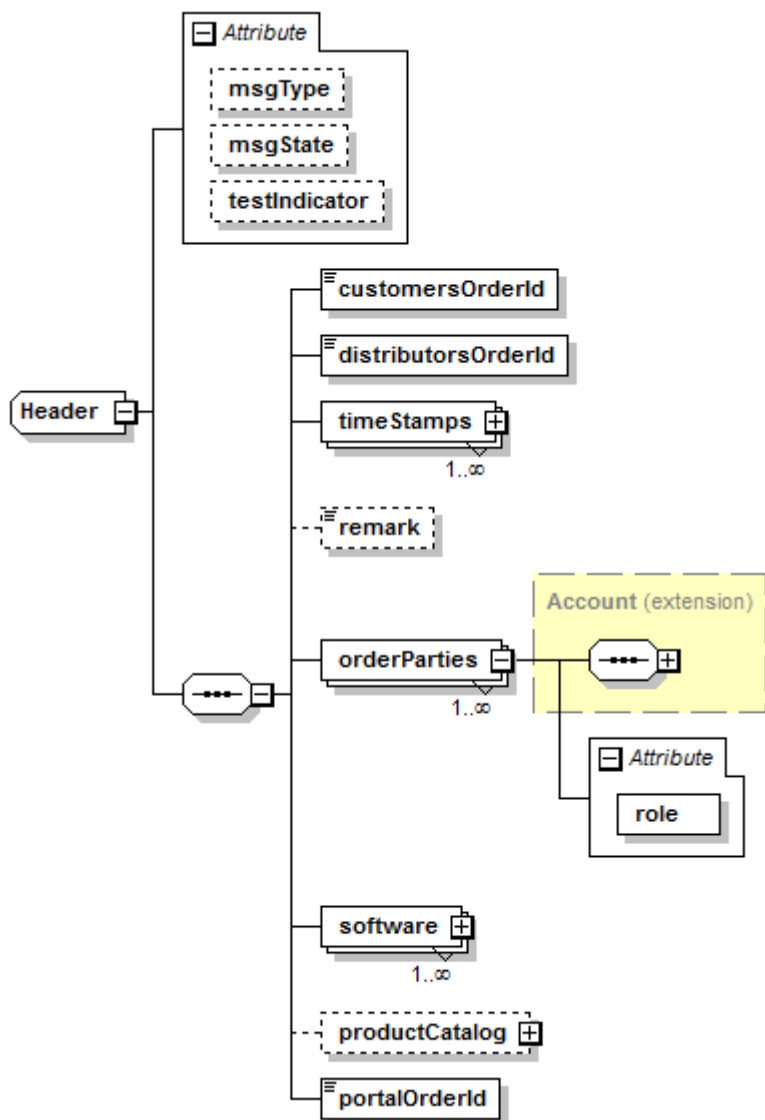 Attribute
msgType
msgState
testIndicator
customersOrderId
distributorsOrderId
Header
timeStamps
1..∞
remark
Account (extension)
orderParties
1..∞
Attribute
role
software
1..∞
productCatalog
portalOrderId